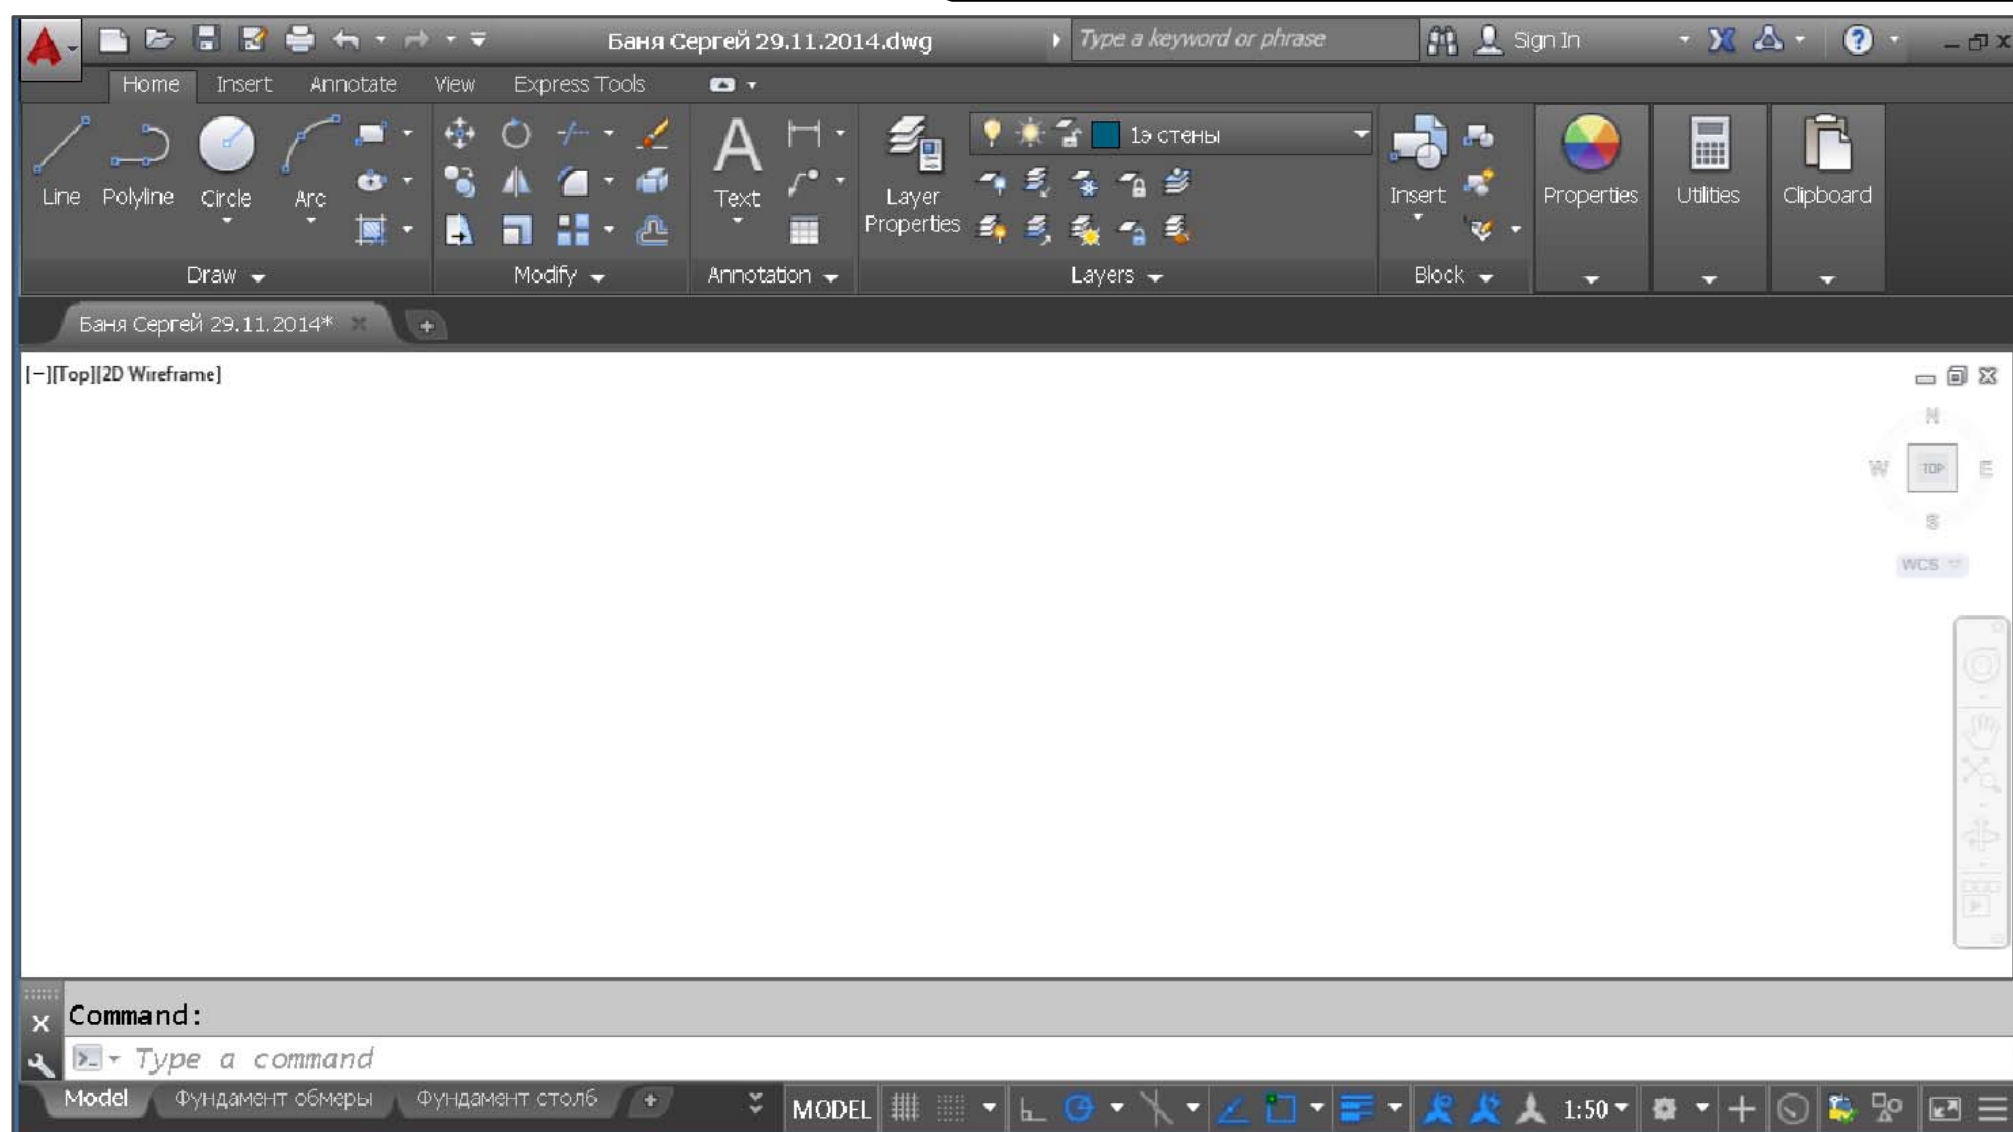 Баня Сергей 29.11.2014.dwg
Type a keyword or phrase
Sign In
Home Insert Annotate View Express Tools
1э стены
Line Polyline Circle Arc
Text
Layer Properties
Insert
Properties
Utilities
Clipboard
Draw
Modify
Annotation
Layers
Block
Баня Сергей 29.11.2014*
[−][Top][2D Wireframe]
N
W TOP E
S
WCS
Command:
Type a command
Model Фундамент обмеры Фундамент столб
MODEL
1:50